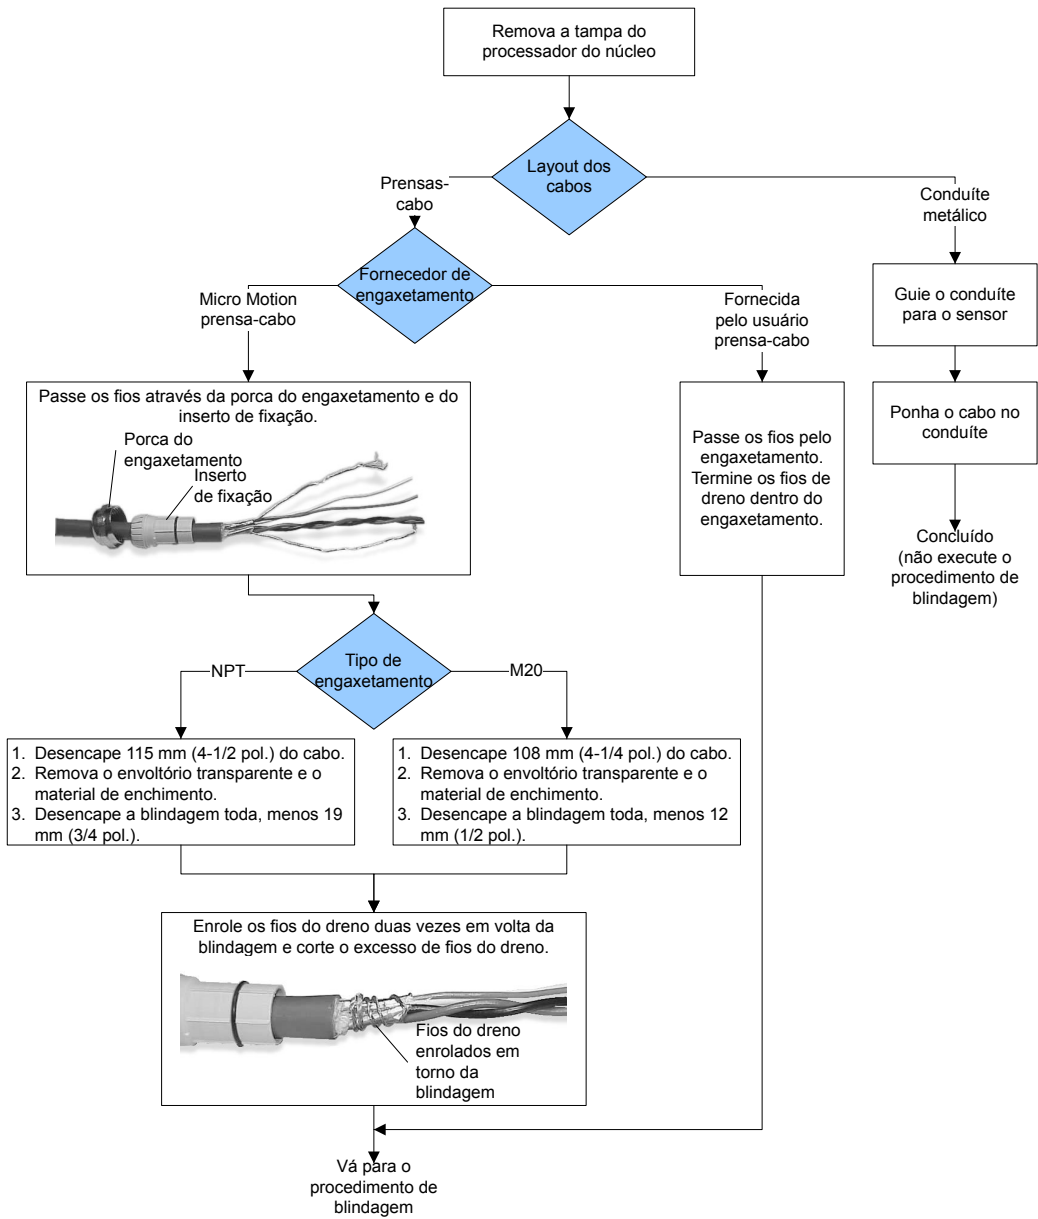 Remova a tampa do
processador do núcleo
Layout dos
cabos
Prensas-
cabo
Conduíte
metálico
Fornecedor de
engaxetamento
Micro Motion
prensa-cabo
Fornecida
pelo usuário
prensa-cabo
Guie o conduíte
para o sensor
Passe os fios através da porca do engaxetamento e do
inserto de fixação.
Porca do
engaxetamento
Inserto
de fixação
Passe os fios pelo
engaxetamento.
Termine os fios de
dreno dentro do
engaxetamento.
Ponha o cabo no
conduíte
Concluído
(não execute o
procedimento de
blindagem)
Tipo de
engaxetamento
NPT
M20
1. Desencape 115 mm (4-1/2 pol.) do cabo.
2. Remova o envoltório transparente e o
material de enchimento.
3. Desencape a blindagem toda, menos 19
mm (3/4 pol.).
1. Desencape 108 mm (4-1/4 pol.) do cabo.
2. Remova o envoltório transparente e o
material de enchimento.
3. Desencape a blindagem toda, menos 12
mm (1/2 pol.).
Enrole os fios do dreno duas vezes em volta da
blindagem e corte o excesso de fios do dreno.
Fios do dreno
enrolados em
torno da
blindagem
Vá para o
procedimento de
blindagem